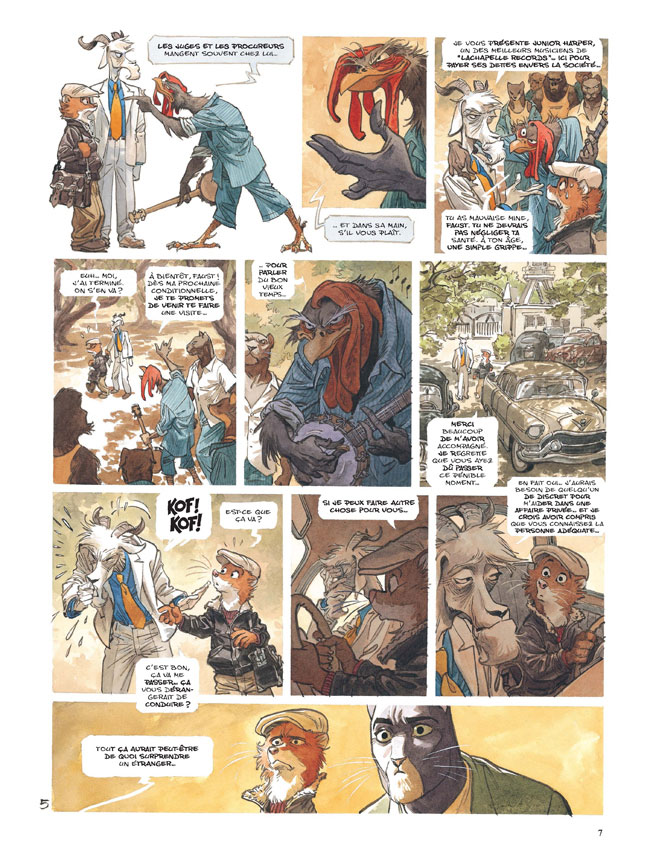 LES JUGES ET LES PROCUREURS
MANGENT SOUVENT CHEZ LUI...
... ET DANS SA MAIN,
S'IL VOUS PLAÎT.
JE VOUS PRÉSENTE JUNIOR HARPER,
UN DES MEILLEURS MUSICIENS DE
"LACHAPELLE RECORDS"... ICI POUR
PAYER SES DETTES ENVERS LA SOCIÉTÉ...
TU AS MAUVAISE MINE,
FAUST. TU NE DEVRAIS
PAS NÉGLIGER TA
SANTÉ. À TON ÂGE,
UNE SIMPLE GRIPPE...
EUH... MOI,
J'AI TERMINÉ.
ON S'EN VA ?
À BIENTÔT, FAUST !
DÈS MA PROCHAINE
CONDITIONNELLE,
JE TE PROMETS
DE VENIR TE FAIRE
UNE VISITE...
... POUR
PARLER
DU BON
VIEUX
TEMPS...
MERCI
BEAUCOUP
DE M'AVOIR
ACCOMPAGNÉ.
JE REGRETTE
QUE VOUS AYEZ
DÛ PASSER
CE PÉNIBLE
MOMENT...
KOF!
KOF!
EST-CE QUE
ÇA VA ?
C'EST BON,
ÇA VA ME
PASSER... ÇA
VOUS DÉRAN-
GERAIT DE
CONDUIRE ?
SI JE PEUX FAIRE AUTRE
CHOSE POUR VOUS...
EN FAIT OUI... J'AURAIS
BESOIN DE QUELQU'UN
DE DISCRET POUR
M'AIDER DANS UNE
AFFAIRE PRIVÉE... ET JE
CROIS AVOIR COMPRIS
QUE VOUS CONNAISSEZ LA
PERSONNE ADÉQUATE...
TOUT ÇA AURAIT PEUT-ÊTRE
DE QUOI SURPRENDRE
UN ÉTRANGER...
5
7